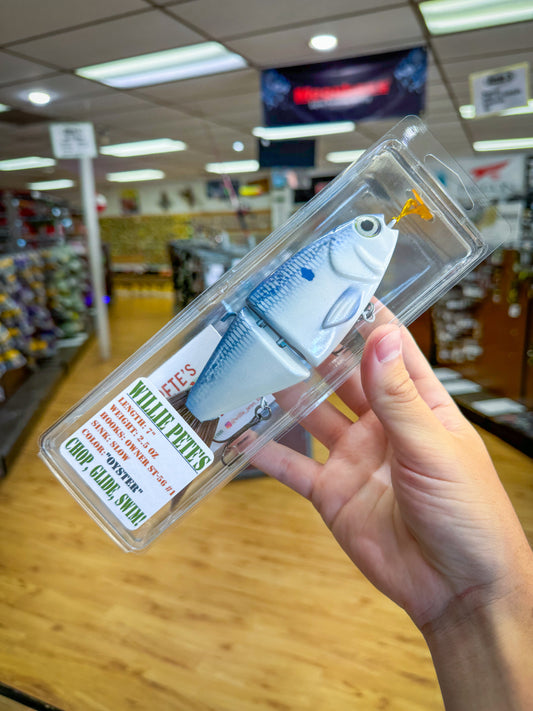 WILLIE PETE'S
LENGTH: 7"
WEIGHT: 2.5 OZ
HOOKS: OWNER ST-56 #1
SINK: SLOW
COLOR: "OYSTER"
CHOP, GLIDE, SWIM!
PETE'S